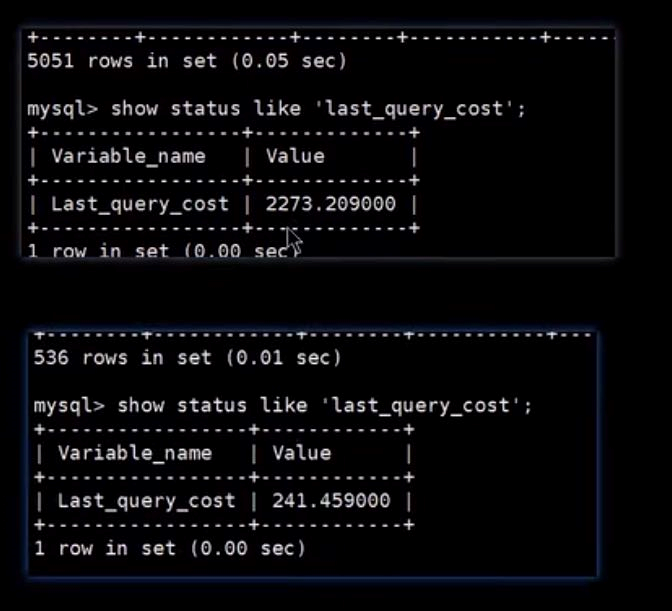 +--------+------------+--------+-----------+-----
5051 rows in set (0.05 sec)
mysql> show status like 'last_query_cost';
+-----------------+-------------+
| Variable_name   | Value       |
+-----------------+-------------+
| Last_query_cost | 2273.209000 |
+-----------------+-------------+
1 row in set (0.00 sec)
+--------+------------+--------+-----------+---
536 rows in set (0.01 sec)
mysql> show status like 'last_query_cost';
+-----------------+------------+
| Variable_name   | Value      |
+-----------------+------------+
| Last_query_cost | 241.459000 |
+-----------------+------------+
1 row in set (0.00 sec)